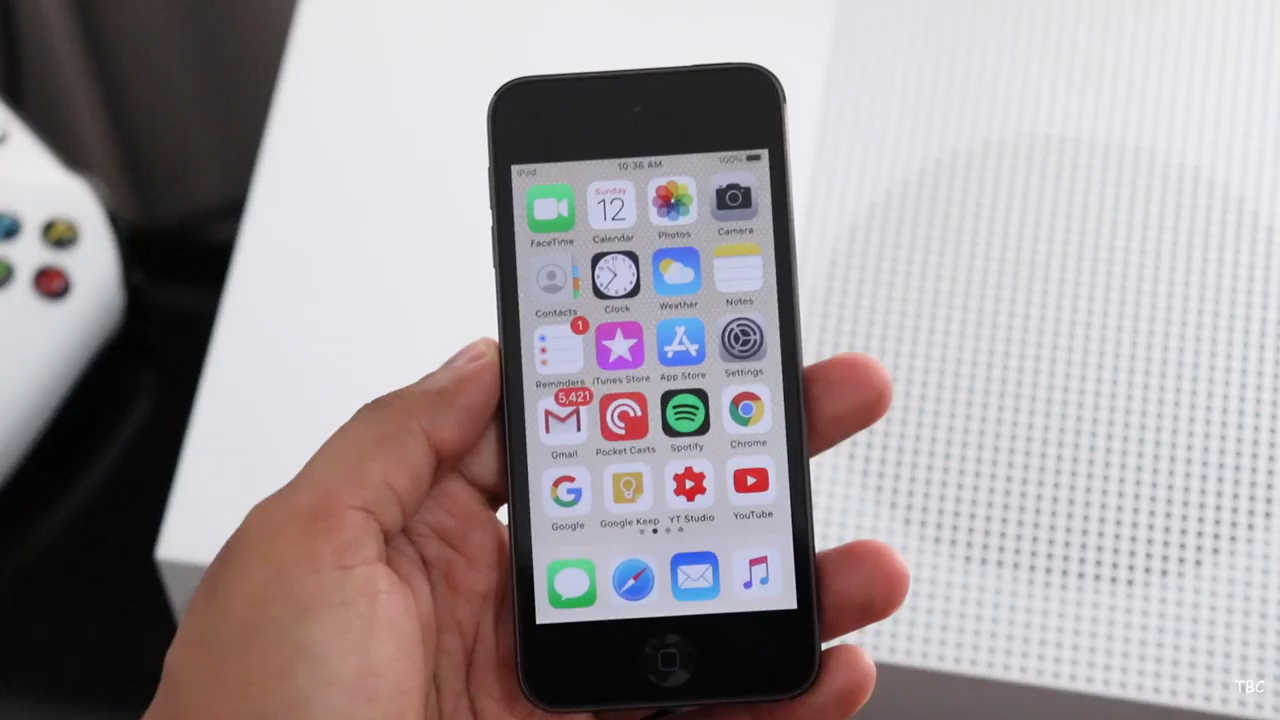 iPod 10:36 AM 100%
Sunday
12
FaceTime Calendar Photos Camera
Contacts Clock Weather Notes
1
Reminders iTunes Store App Store Settings
5,421
Gmail Pocket Casts Spotify Chrome
Google Google Keep YT Studio YouTube
TBC